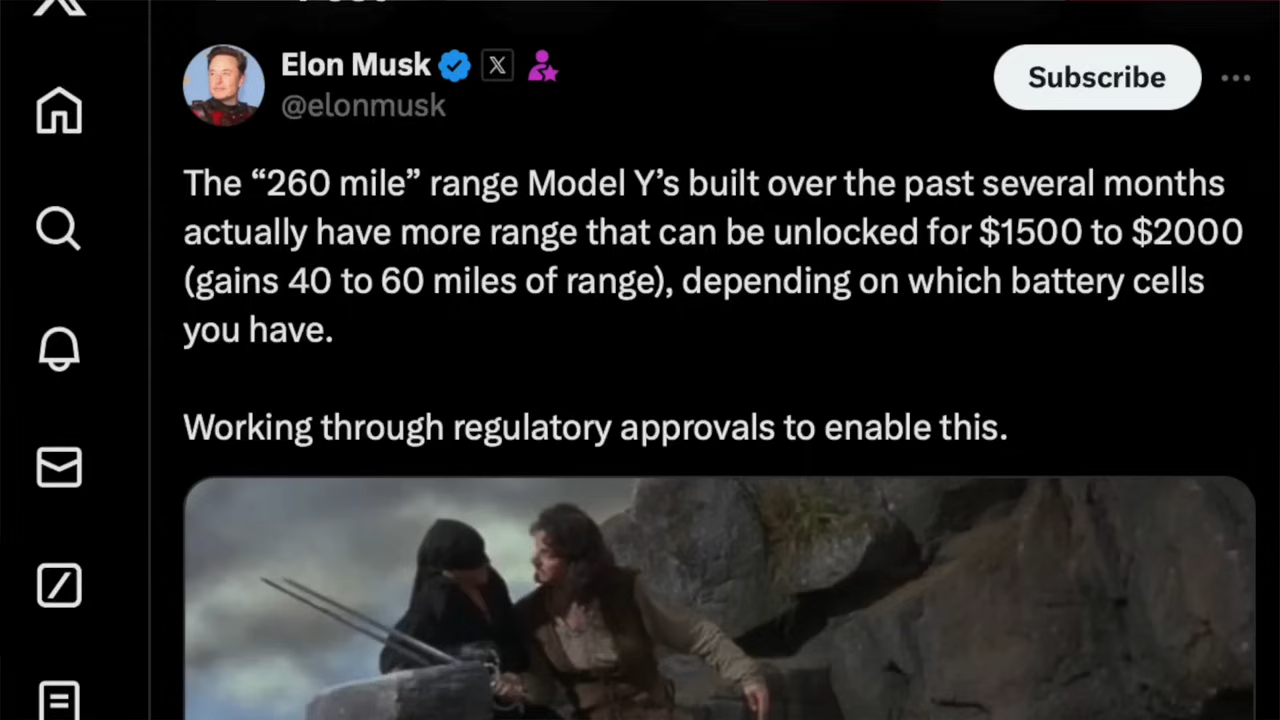 Elon Musk
@elonmusk
Subscribe
The “260 mile” range Model Y’s built over the past several months
actually have more range that can be unlocked for $1500 to $2000
(gains 40 to 60 miles of range), depending on which battery cells
you have.
Working through regulatory approvals to enable this.